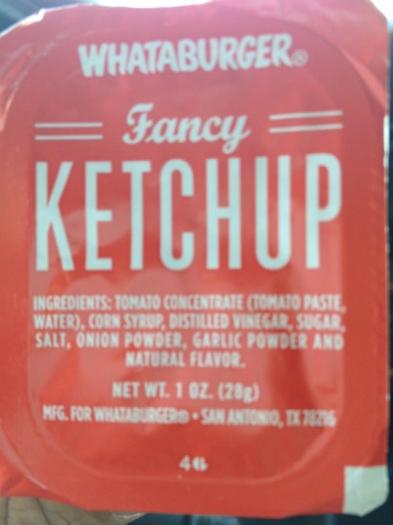 WHATABURGER®
Fancy
KETCHUP
INGREDIENTS: TOMATO CONCENTRATE (TOMATO PASTE,
WATER), CORN SYRUP, DISTILLED VINEGAR, SUGAR,
SALT, ONION POWDER, GARLIC POWDER AND
NATURAL FLAVOR.
NET WT. 1 OZ. (28g)
MFG. FOR WHATABURGER® • SAN ANTONIO, TX 78216